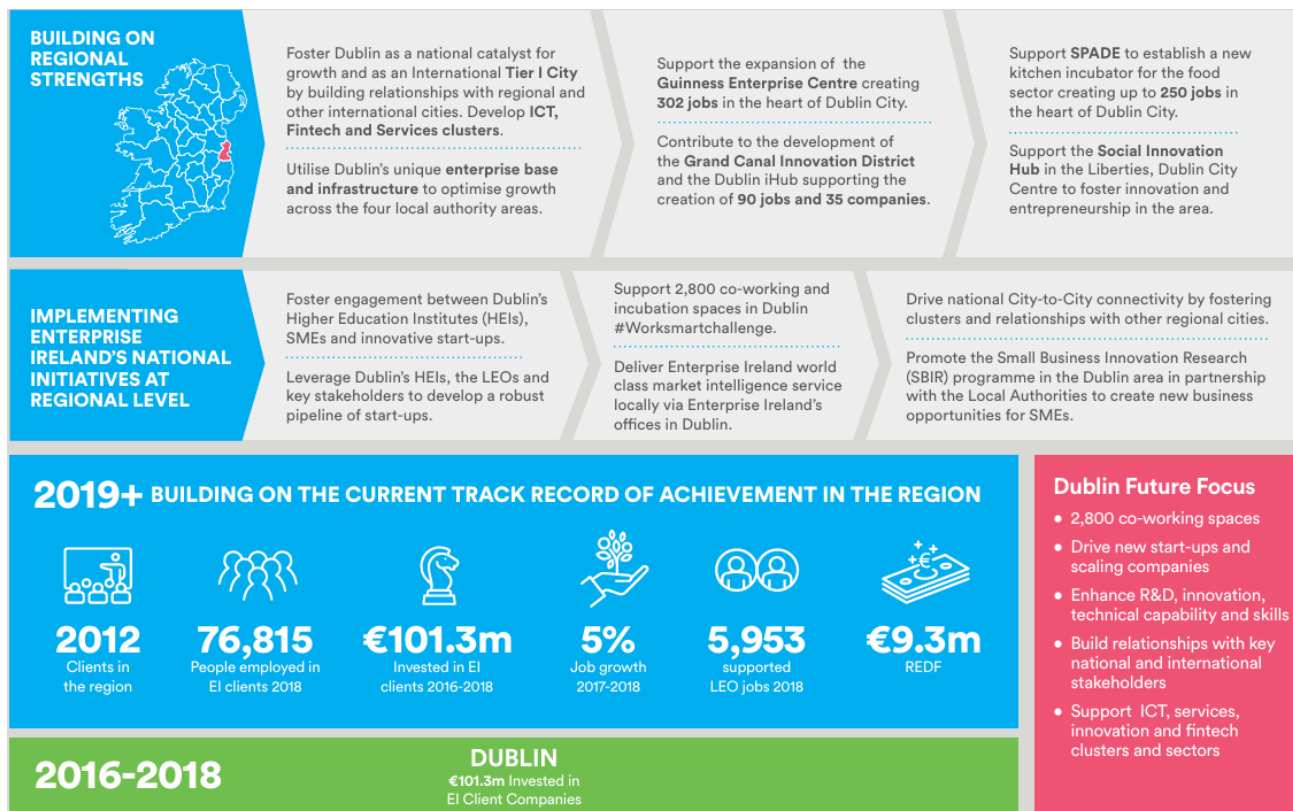 BUILDING ON
REGIONAL
STRENGTHS
Foster Dublin as a national catalyst for
growth and as an International Tier I City
by building relationships with regional and
other international cities. Develop ICT,
Fintech and Services clusters.
Utilise Dublin's unique enterprise base
and infrastructure to optimise growth
across the four local authority areas.
Support the expansion of the
Guinness Enterprise Centre creating
302 jobs in the heart of Dublin City.
Contribute to the development of
the Grand Canal Innovation District
and the Dublin iHub supporting the
creation of 90 jobs and 35 companies.
Support SPADE to establish a new
kitchen incubator for the food
sector creating up to 250 jobs in
the heart of Dublin City.
Support the Social Innovation
Hub in the Liberties, Dublin City
Centre to foster innovation and
entrepreneurship in the area.
IMPLEMENTING
ENTERPRISE
IRELAND'S NATIONAL
INITIATIVES AT
REGIONAL LEVEL
Foster engagement between Dublin's
Higher Education Institutes (HEIs),
SMEs and innovative start-ups.
Leverage Dublin's HEIs, the LEOs and
key stakeholders to develop a robust
pipeline of start-ups.
Support 2,800 co-working and
incubation spaces in Dublin
#Worksmartchallenge.
Deliver Enterprise Ireland world
class market intelligence service
locally via Enterprise Ireland's
offices in Dublin.
Drive national City-to-City connectivity by fostering
clusters and relationships with other regional cities.
Promote the Small Business Innovation Research
(SBIR) programme in the Dublin area in partnership
with the Local Authorities to create new business
opportunities for SMEs.
2019+ BUILDING ON THE CURRENT TRACK RECORD OF ACHIEVEMENT IN THE REGION
2012
Clients in
the region
76,815
People employed in
EI clients 2018
€101.3m
Invested in EI
clients 2016-2018
5%
Job growth
2017-2018
5,953
supported
LEO jobs 2018
€
€9.3m
REDF
Dublin Future Focus
• 2,800 co-working spaces
• Drive new start-ups and
scaling companies
• Enhance R&D, innovation,
technical capability and skills
• Build relationships with key
national and international
stakeholders
• Support ICT, services,
innovation and fintech
clusters and sectors
2016-2018
DUBLIN
€101.3m Invested in
EI Client Companies